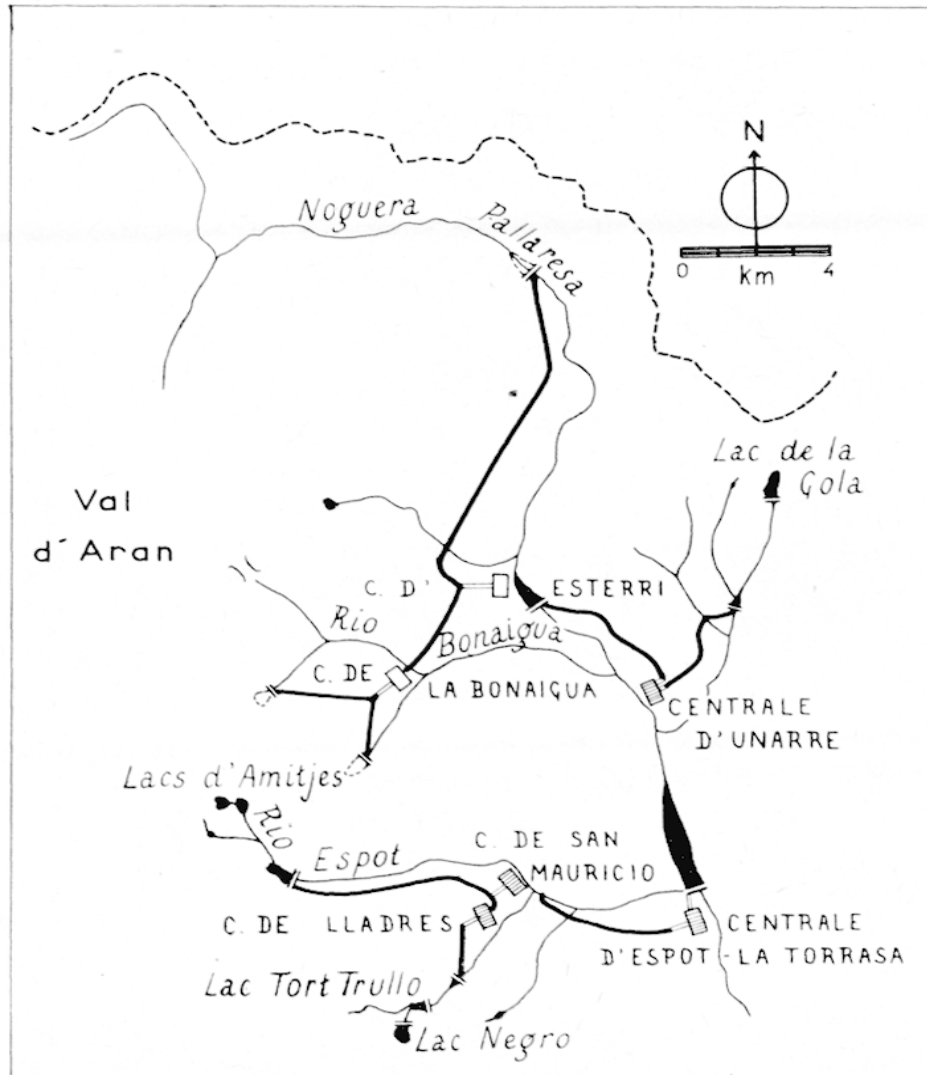 N
0 4
km
Noguera Pallaresa
Lac de la
Gola
Val
d'Aran
C. D' ESTERRI
Rio Bonaigua
C. DE
LA BONAIGUA
CENTRALE
D'UNARRE
Lacs d'Amitjes
Rio Espot
C. DE SAN
MAURICIO
C. DE LLADRES
CENTRALE
D'ESPOT-LA TORRASA
Lac Tort Trullo
Lac Negro